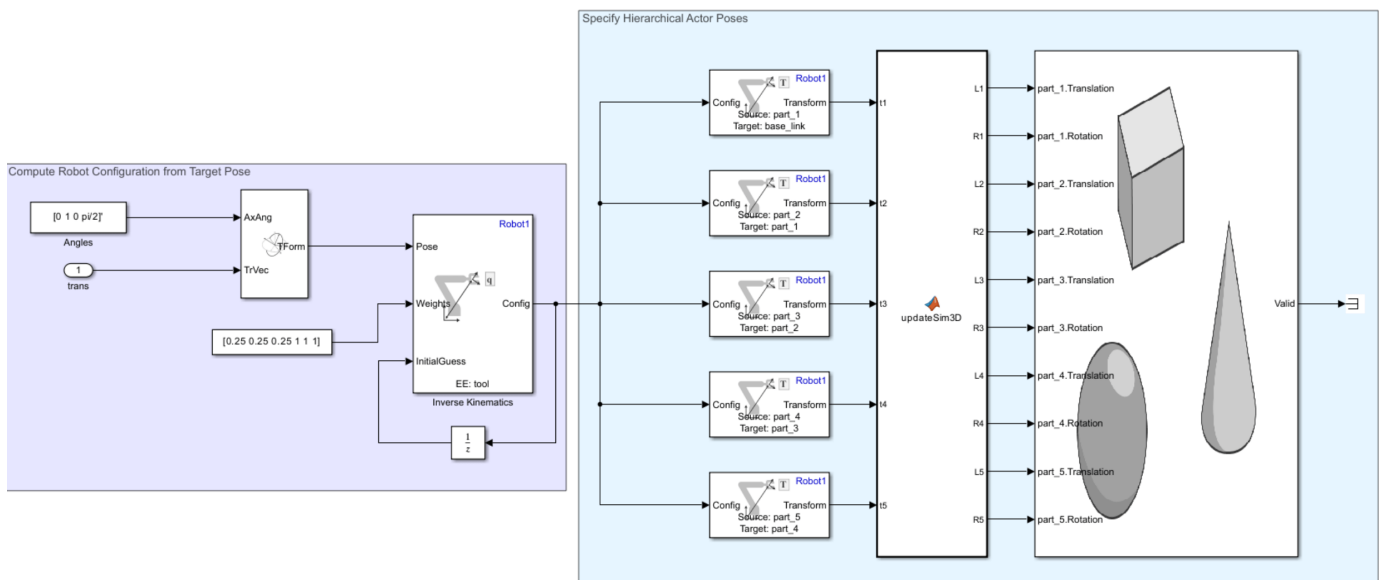 Specify Hierarchical Actor Poses
Robot1
T
Config
Transform
Source: part_1
Target: base_link
Robot1
T
Config
Transform
Source: part_2
Target: part_1
Robot1
T
Config
Transform
Source: part_3
Target: part_2
Robot1
T
Config
Transform
Source: part_4
Target: part_3
Robot1
T
Config
Transform
Source: part_5
Target: part_4
t1
t2
t3
t4
t5
updateSim3D
L1
R1
L2
R2
L3
R3
L4
R4
L5
R5
part_1.Translation
part_1.Rotation
part_2.Translation
part_2.Rotation
part_3.Translation
part_3.Rotation
part_4.Translation
part_4.Rotation
part_5.Translation
part_5.Rotation
Valid
Compute Robot Configuration from Target Pose
[0 1 0 pi/2]'
Angles
1
trans
AxAng
TForm
TrVec
[0.25 0.25 0.25 1 1 1]
Robot1
Pose
q
Weights
Config
InitialGuess
EE: tool
Inverse Kinematics
1
z